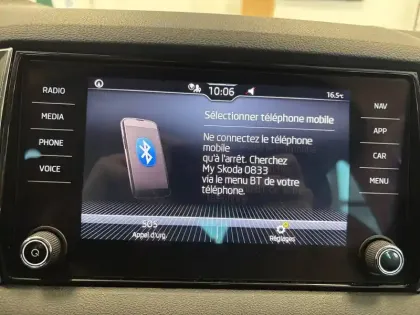 RADIO
MEDIA
PHONE
VOICE
10:06
16.5°C
Sélectionner téléphone mobile
Ne connectez le téléphone
mobile
qu'à l'arrêt. Cherchez
My Skoda 0833
via le menu BT de votre
téléphone.
SOS
Appel d'urg.
Réglages
NAV
APP
CAR
MENU